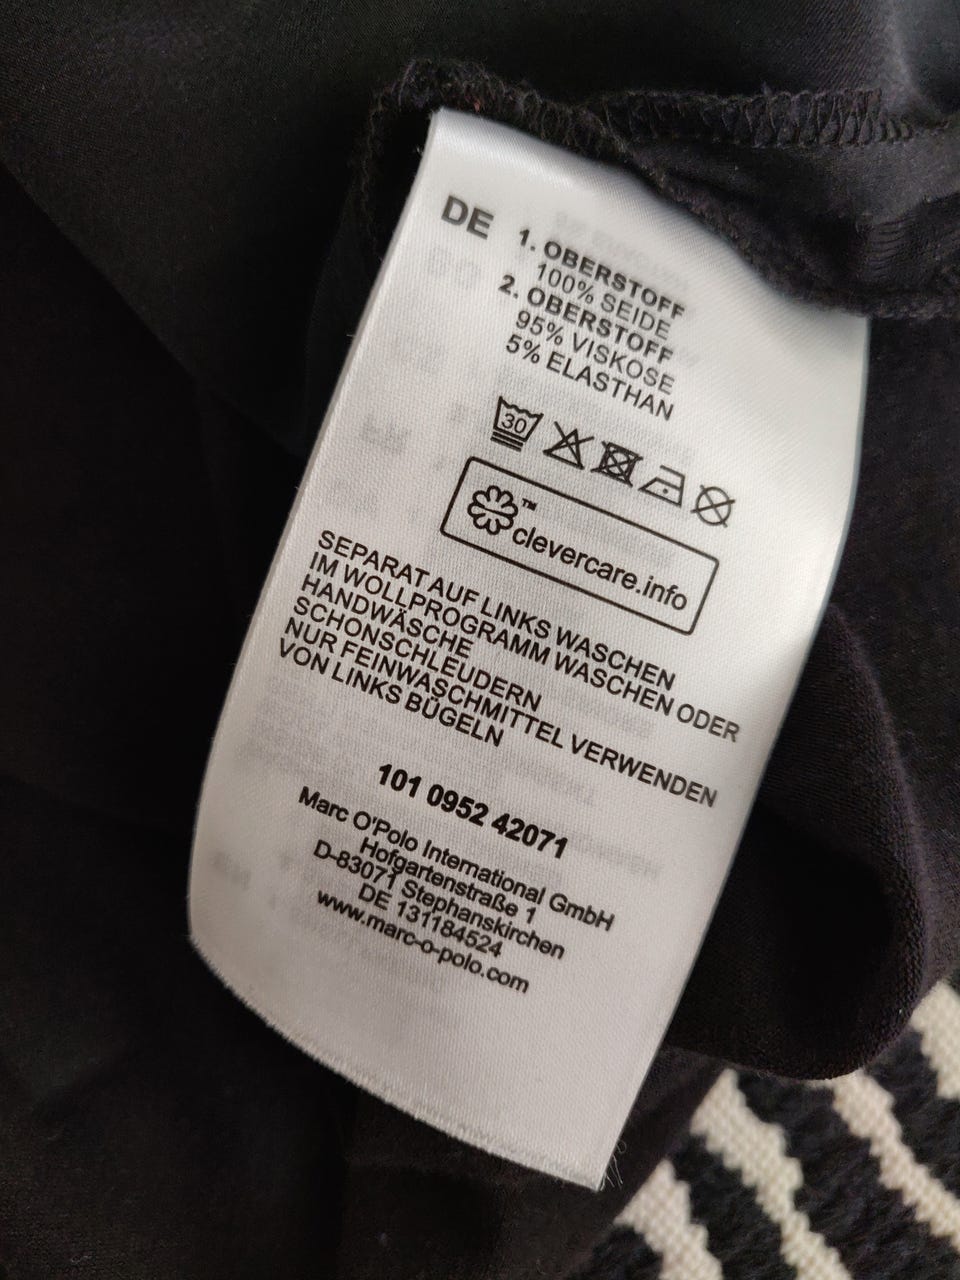 DE
1. OBERSTOFF
100% SEIDE
2. OBERSTOFF
95% VISKOSE
5% ELASTHAN
30
™
clevercare.info
SEPARAT AUF LINKS WASCHEN
IM WOLLPROGRAMM WASCHEN ODER
HANDWÄSCHE
SCHONSCHLEUDERN
NUR FEINWASCHMITTEL VERWENDEN
VON LINKS BÜGELN
101 0952 42071
Marc O'Polo International GmbH
Hofgartenstraße 1
D-83071 Stephanskirchen
DE 131184524
www.marc-o-polo.com